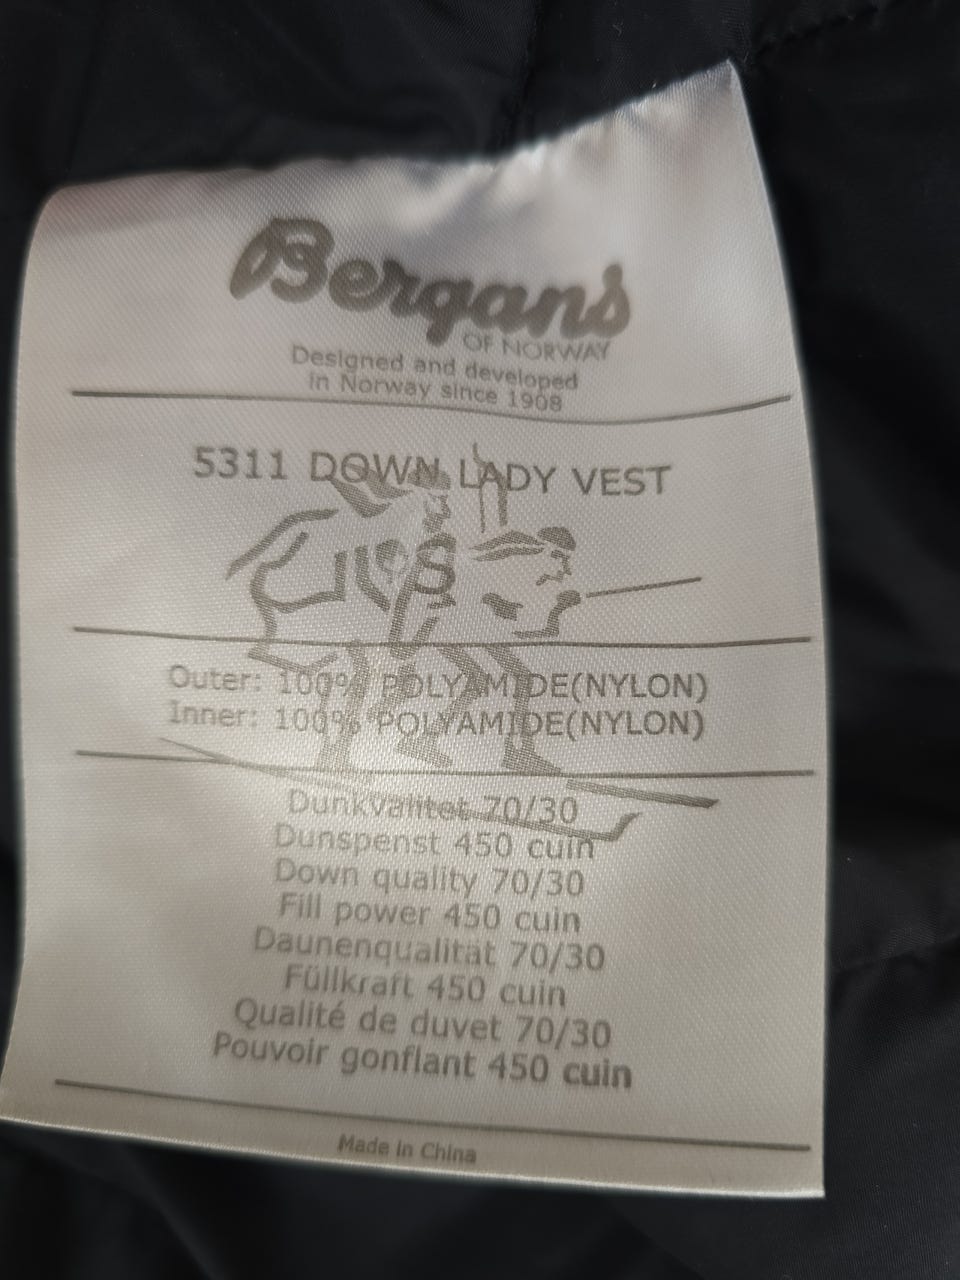 Bergans
OF NORWAY
Designed and developed
in Norway since 1908
5311 DOWN LADY VEST
Outer: 100% POLYAMIDE(NYLON)
Inner: 100% POLYAMIDE(NYLON)
Dunkvalitet 70/30
Dunspenst 450 cuin
Down quality 70/30
Fill power 450 cuin
Daunenqualität 70/30
Füllkraft 450 cuin
Qualité de duvet 70/30
Pouvoir gonflant 450 cuin
Made in China